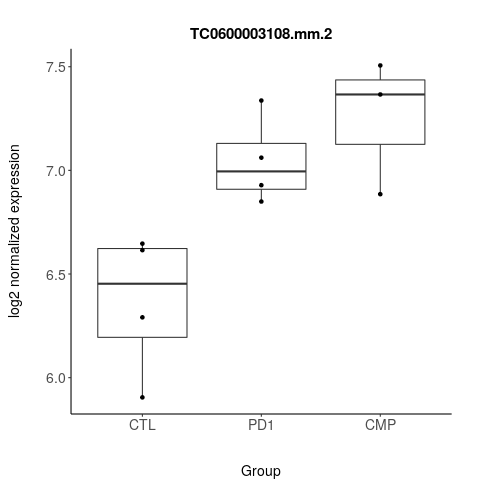 TC0600003108.mm.2
log2 normalized expression
7.5
7.0
6.5
6.0
CTL PD1 CMP
Group